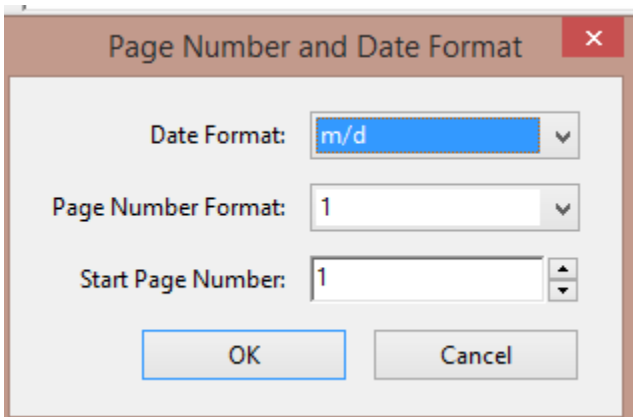 Page Number and Date Format
Date Format: m/d
Page Number Format: 1
Start Page Number: 1
OK Cancel